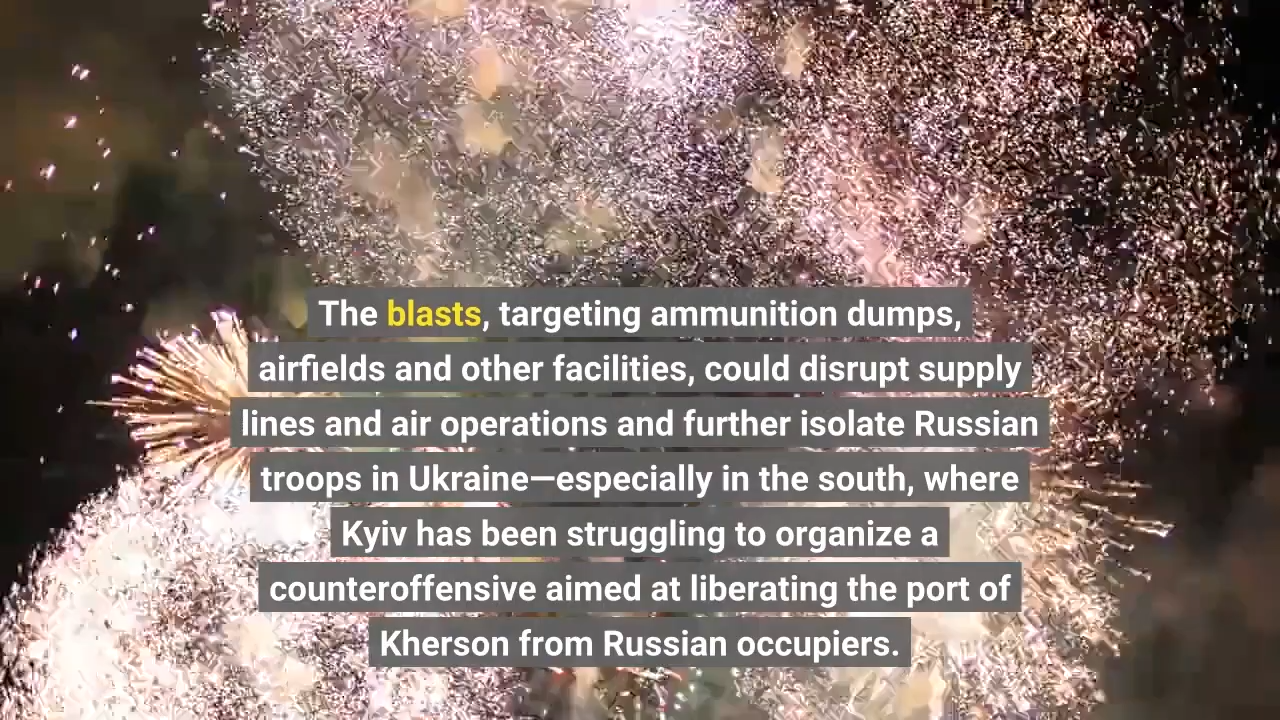 The blasts, targeting ammunition dumps,
airfields and other facilities, could disrupt supply
lines and air operations and further isolate Russian
troops in Ukraine—especially in the south, where
Kyiv has been struggling to organize a
counteroffensive aimed at liberating the port of
Kherson from Russian occupiers.